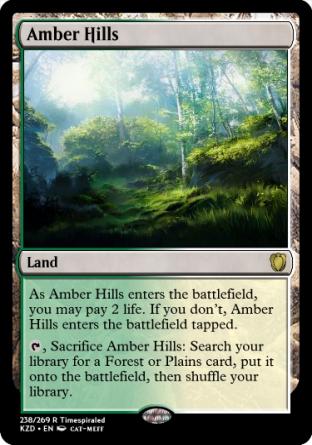 Amber Hills
Land
As Amber Hills enters the battlefield,
you may pay 2 life. If you don't, Amber
Hills enters the battlefield tapped.
, Sacrifice Amber Hills: Search your
library for a Forest or Plains card, put it
onto the battlefield, then shuffle your
library.
238/269 R Timespiraled
KZD • EN CAT-MEFF